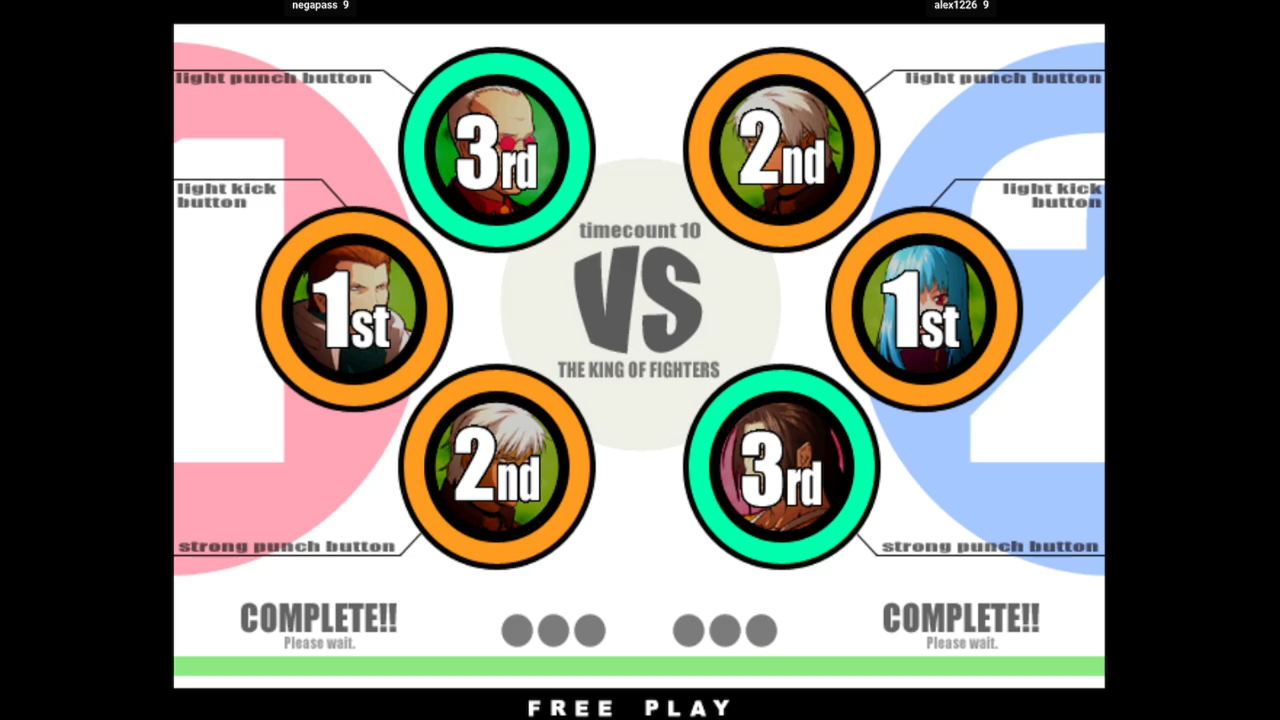 negapass 9
alex1226 9
light punch button
light punch button
3rd
2nd
light kick
button
light kick
button
timecount 10
VS
THE KING OF FIGHTERS
1st
1st
2nd
3rd
strong punch button
strong punch button
COMPLETE!!
Please wait.
COMPLETE!!
Please wait.
FREE PLAY
1
2